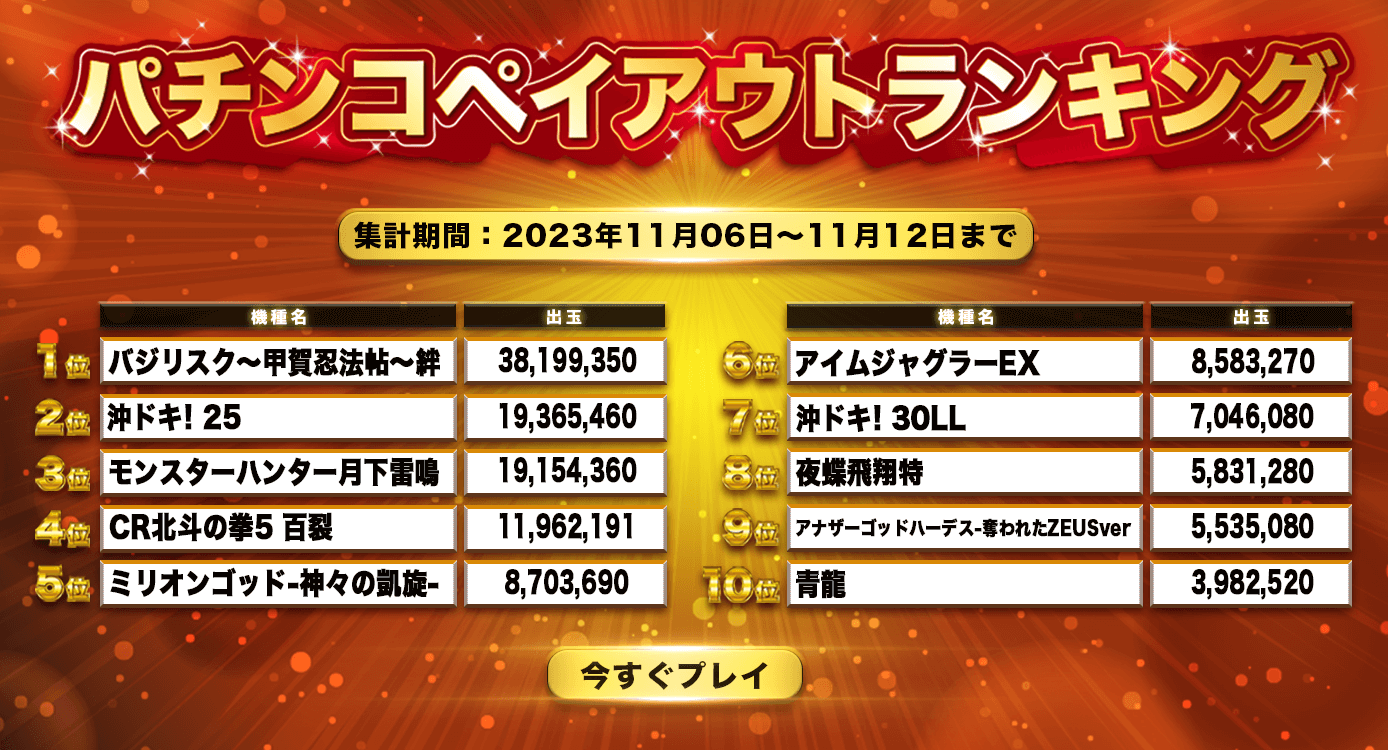 パチンコペイアウトランキング
集計期間：2023年11月06日〜11月12日まで
機種名 出玉
1位 バジリスク〜甲賀忍法帖〜絆 38,199,350
2位 沖ドキ! 25 19,365,460
3位 モンスターハンター月下雷鳴 19,154,360
4位 CR北斗の拳5 百裂 11,962,191
5位 ミリオンゴッド-神々の凱旋- 8,703,690
機種名 出玉
6位 アイムジャグラーEX 8,583,270
7位 沖ドキ! 30LL 7,046,080
8位 夜蝶飛翔特 5,831,280
9位 アナザーゴッドハーデス-奪われたZEUSver 5,535,080
10位 青龍 3,982,520
今すぐプレイ